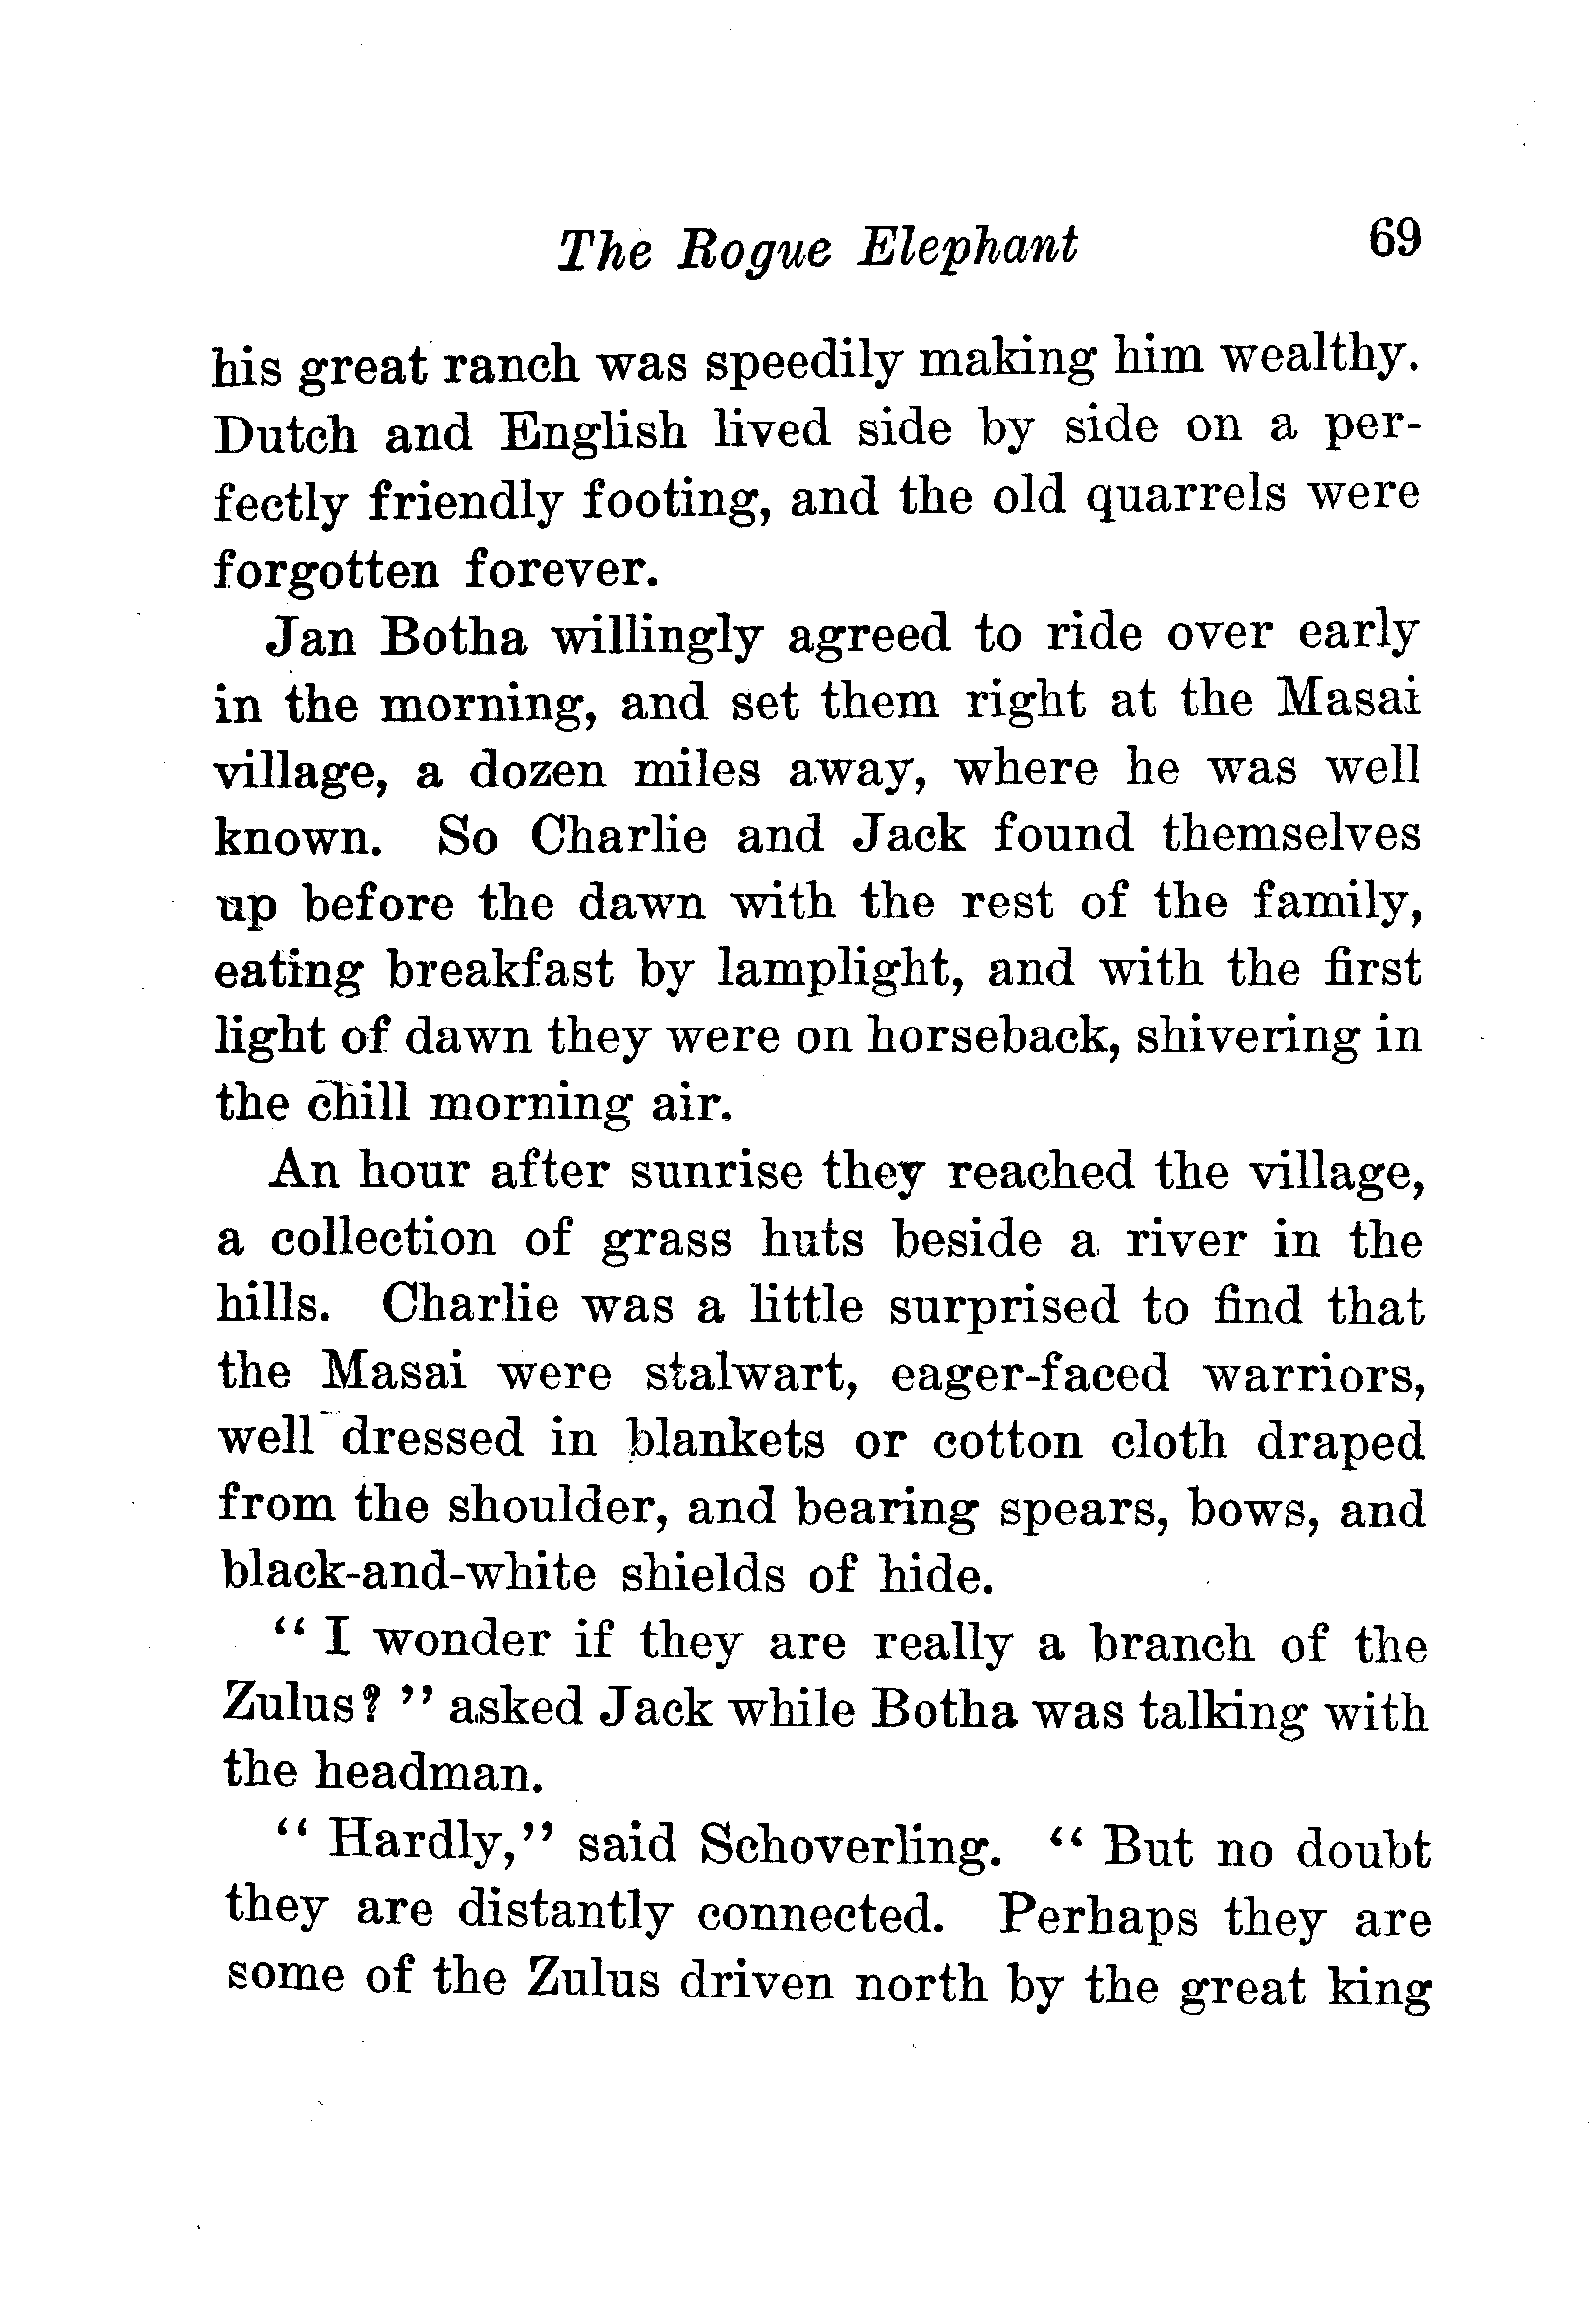 The Rogue Elephant 69
his great ranch was speedily making him wealthy.
Dutch and English lived side by side on a per-
fectly friendly footing, and the old quarrels were
forgotten forever.
Jan Botha willingly agreed to ride over early
in the morning, and set them right at the Masai
village, a dozen miles away, where he was well
known. So Charlie and Jack found themselves
up before the dawn with the rest of the family,
eating breakfast by lamplight, and with the first
light of dawn they were on horseback, shivering in
the chill morning air.
An hour after sunrise they reached the village,
a collection of grass huts beside a river in the
hills. Charlie was a little surprised to find that
the Masai were stalwart, eager-faced warriors,
well dressed in blankets or cotton cloth draped
from the shoulder, and bearing spears, bows, and
black-and-white shields of hide.
“ I wonder if they are really a branch of the
Zulus? ” asked Jack while Botha was talking with
the headman.
“ Hardly,” said Schoverling. “ But no doubt
they are distantly connected. Perhaps they are
some of the Zulus driven north by the great king